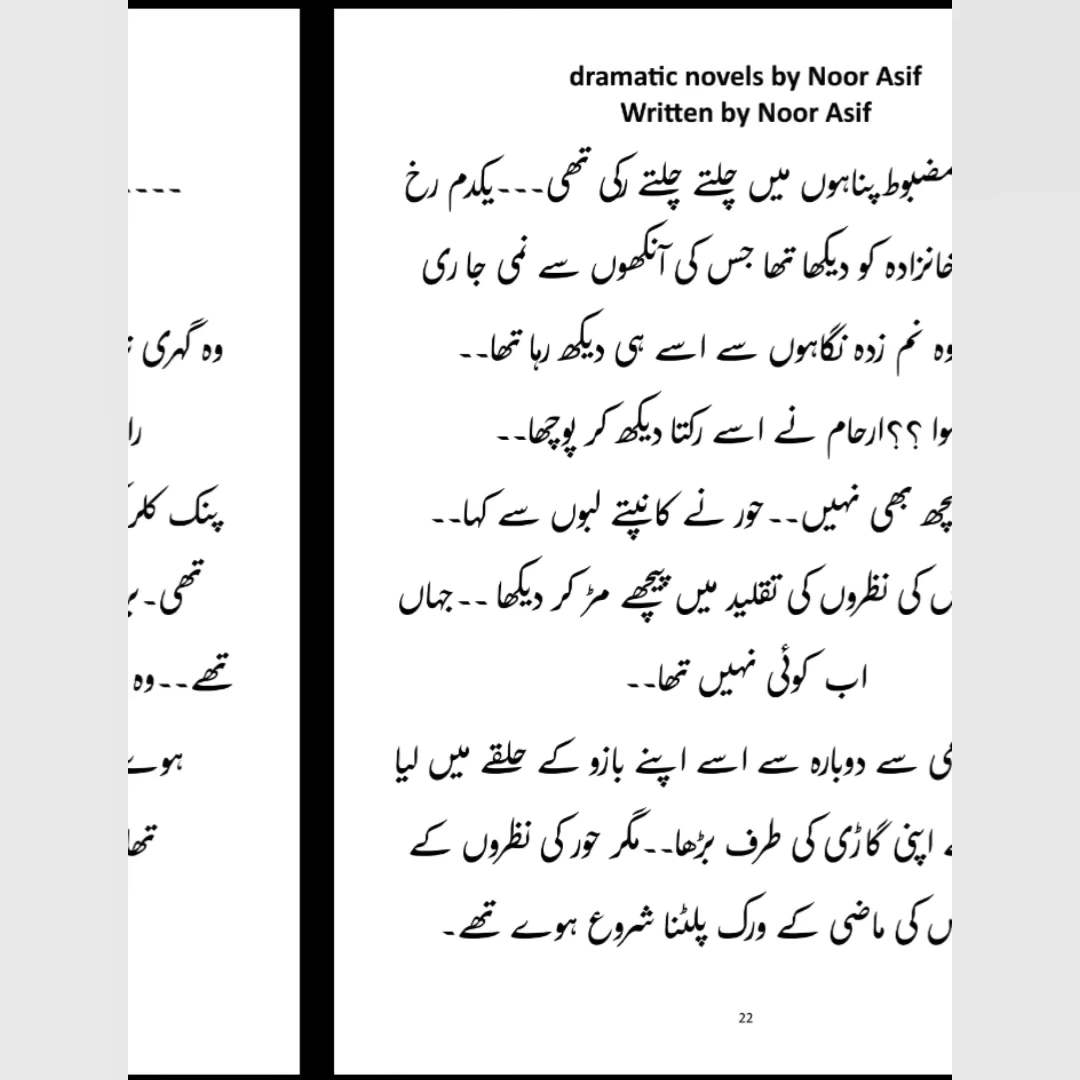 dramatic novels by Noor Asif
Written by Noor Asif
مضبوط پناہوں میں چلتے چلتے رکی تھی۔۔۔یکدم رخ
خانزادہ کو دیکھا تھا جس کی آنکھوں سے نمی جا ری
وہ نم زدہ نگاہوں سے اسے ہی دیکھ رہا تھا۔۔
ہوا ؟؟ارحام نے اسے رکتا دیکھ کر پوچھا۔۔
کچھ بھی نہیں۔۔حور نے کانپتے لبوں سے کہا۔۔
کی نظروں کی تقلید میں پیچھے مڑ کر دیکھا ۔۔جہاں
اب کوئی نہیں تھا۔۔
سے دوبارہ سے اسے اپنے بازو کے حلقے میں لیا
اپنی گاڑی کی طرف بڑھا۔۔مگر حور کی نظروں کے
کی ماضی کے ورک پلٹنا شروع ہوے تھے۔
22
۔۔۔۔
وہ گہری
را
پنک کلر
تھی۔
تھے۔۔وہ
ہوے
تھا